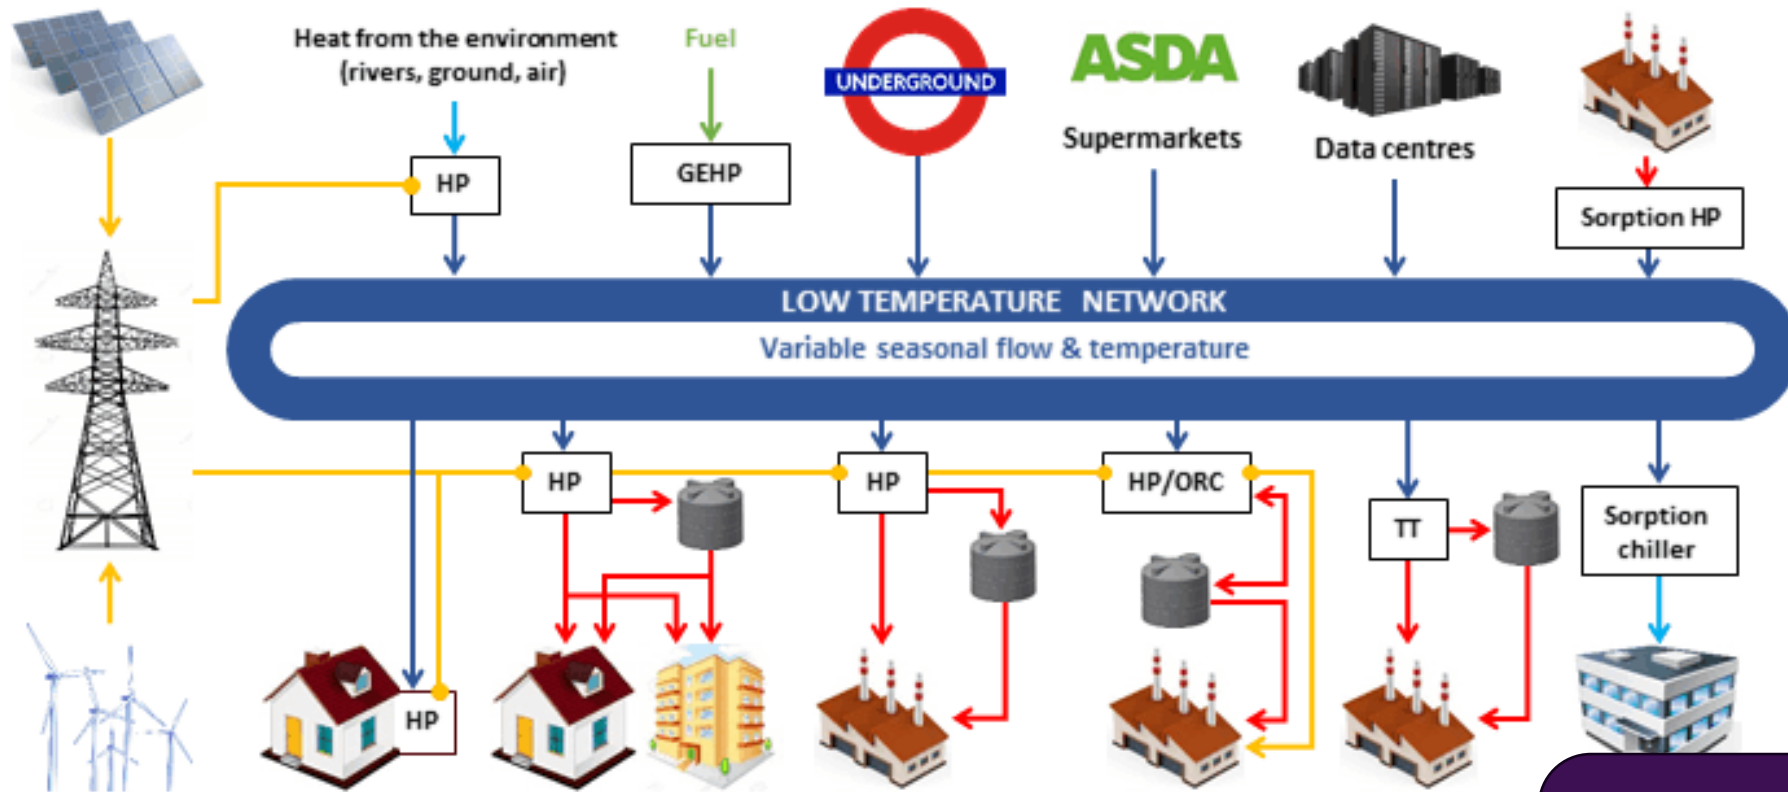 Heat from the environment
(rivers, ground, air)
Fuel
UNDERGROUND
ASDA
Supermarkets
Data centres
HP
GEHP
Sorption HP
LOW TEMPERATURE NETWORK
Variable seasonal flow & temperature
HP
HP
HP/ORC
TT
Sorption
chiller
HP